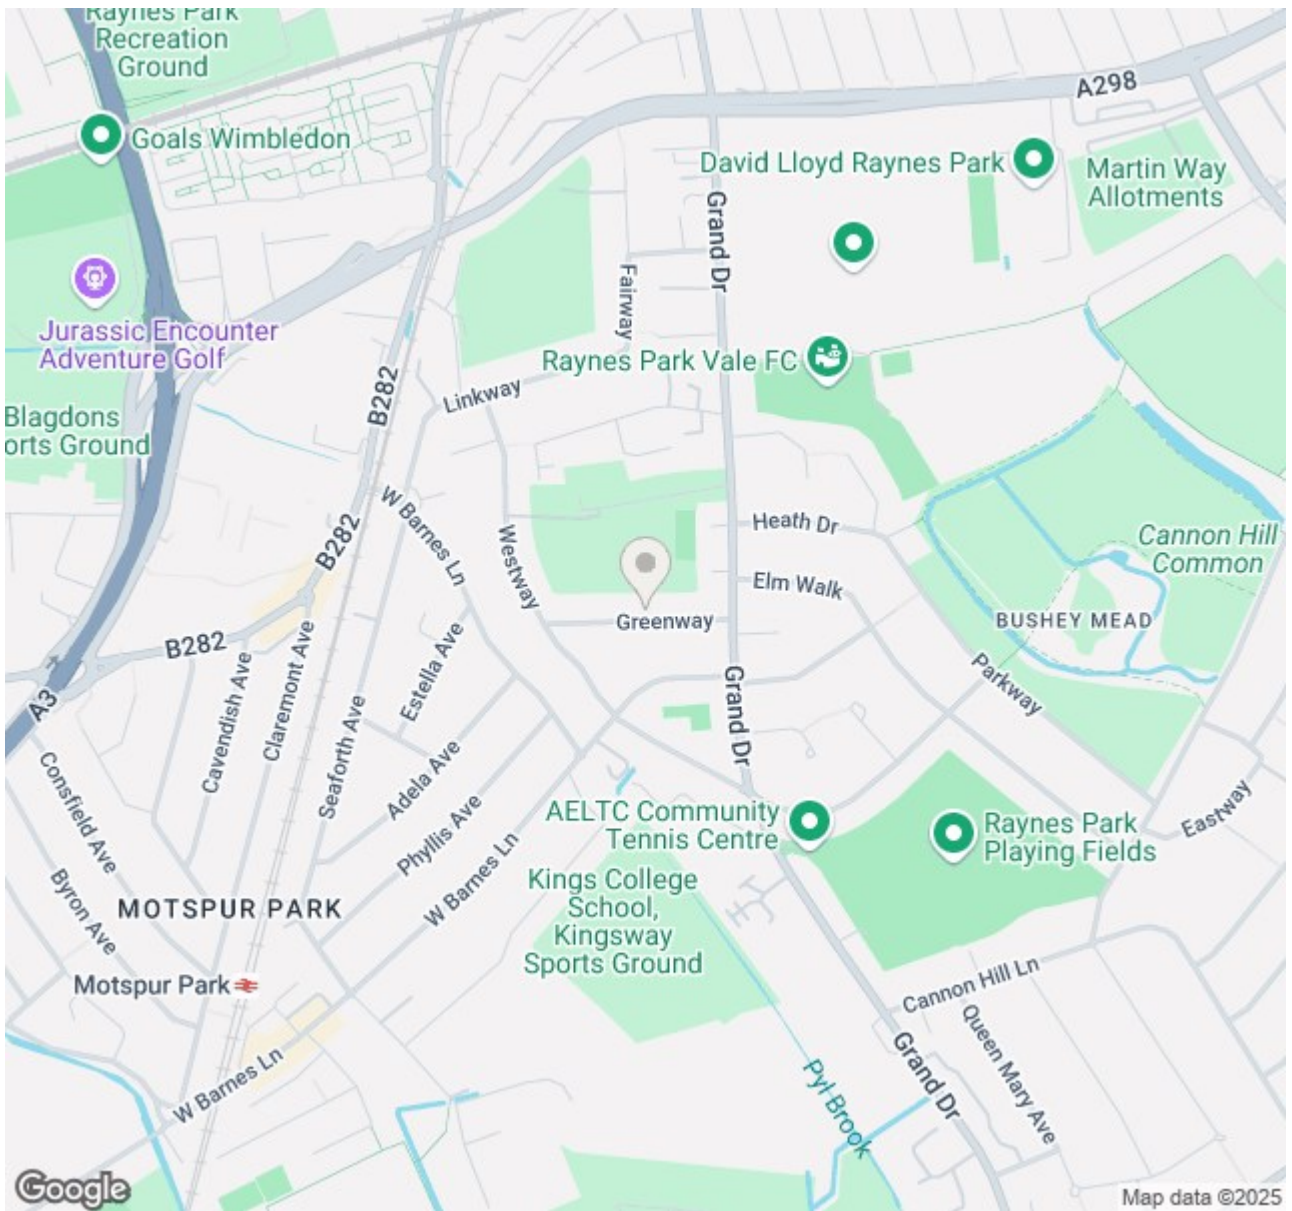 Raynes Park
Recreation
Ground
A298
Goals Wimbledon
David Lloyd Raynes Park
Martin Way
Allotments
Grand Dr
Fairway
Jurassic Encounter
Adventure Golf
Raynes Park Vale FC
B282
Linkway
Blagdons
orts Ground
W Barnes Ln
Heath Dr
B282
Westway
Cannon Hill
Common
Elm Walk
Greenway
BUSHEY MEAD
B282
Estella Ave
Parkway
A3
Cavendish Ave
Claremont Ave
Seaforth Ave
Grand Dr
Adela Ave
Consfield Ave
Phyllis Ave
Eastway
AELTC Community
Tennis Centre
Raynes Park
Playing Fields
W Barnes Ln
Kings College
School,
Kingsway
Sports Ground
Byron Ave
MOTSPUR PARK
Motspur Park
Cannon Hill Ln
Queen Mary Ave
Grand Dr
W Barnes Ln
Pyl Brook
Google
Map data ©2025